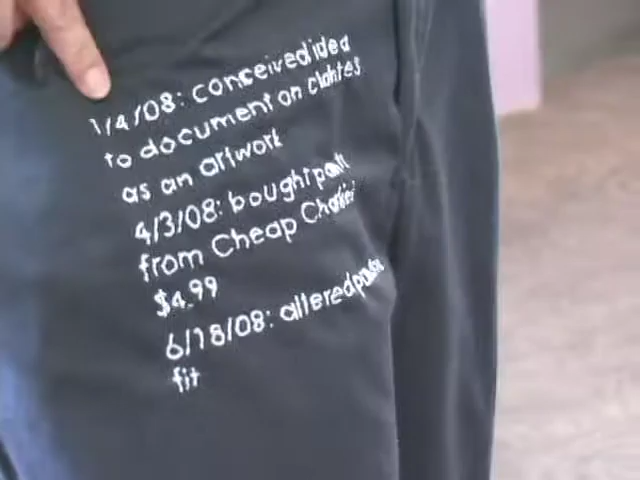 1/4/08: conceived idea
to document on clothes
as an artwork
4/3/08: bought pants
from Cheap Charlies
$4.99
6/18/08: altered pants
fit